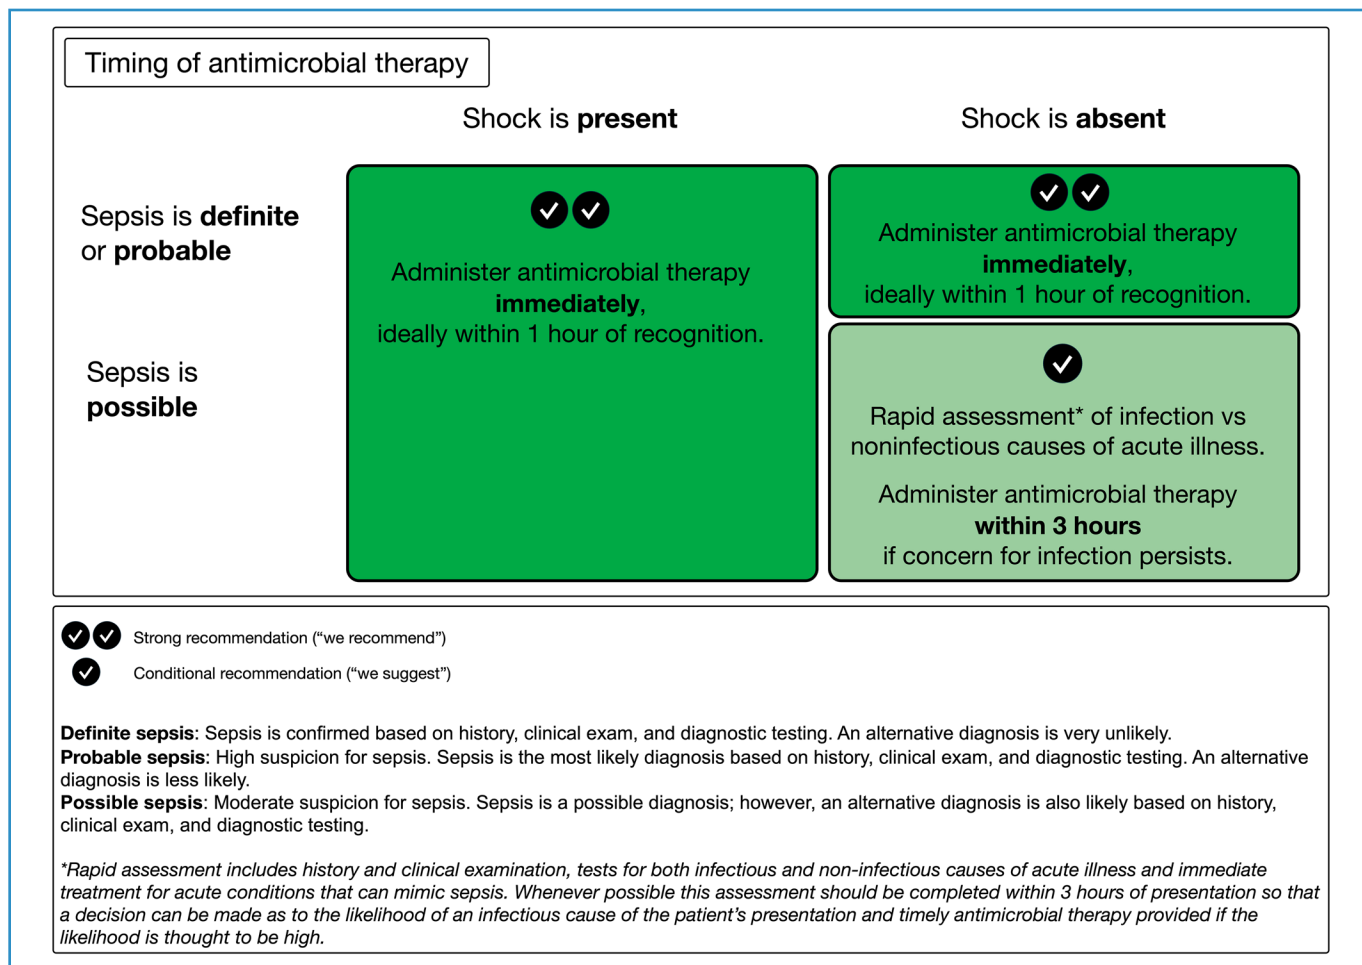 Timing of antimicrobial therapy
Shock is present
Shock is absent
Sepsis is definite
or probable
Administer antimicrobial therapy
immediately,
ideally within 1 hour of recognition.
Administer antimicrobial therapy
immediately,
ideally within 1 hour of recognition.
Sepsis is
possible
Rapid assessment* of infection vs
noninfectious causes of acute illness.
Administer antimicrobial therapy
within 3 hours
if concern for infection persists.
Strong recommendation (“we recommend”)
Conditional recommendation (“we suggest”)
Definite sepsis: Sepsis is confirmed based on history, clinical exam, and diagnostic testing. An alternative diagnosis is very unlikely.
Probable sepsis: High suspicion for sepsis. Sepsis is the most likely diagnosis based on history, clinical exam, and diagnostic testing. An alternative
diagnosis is less likely.
Possible sepsis: Moderate suspicion for sepsis. Sepsis is a possible diagnosis; however, an alternative diagnosis is also likely based on history,
clinical exam, and diagnostic testing.
*Rapid assessment includes history and clinical examination, tests for both infectious and non-infectious causes of acute illness and immediate
treatment for acute conditions that can mimic sepsis. Whenever possible this assessment should be completed within 3 hours of presentation so that
a decision can be made as to the likelihood of an infectious cause of the patient’s presentation and timely antimicrobial therapy provided if the
likelihood is thought to be high.